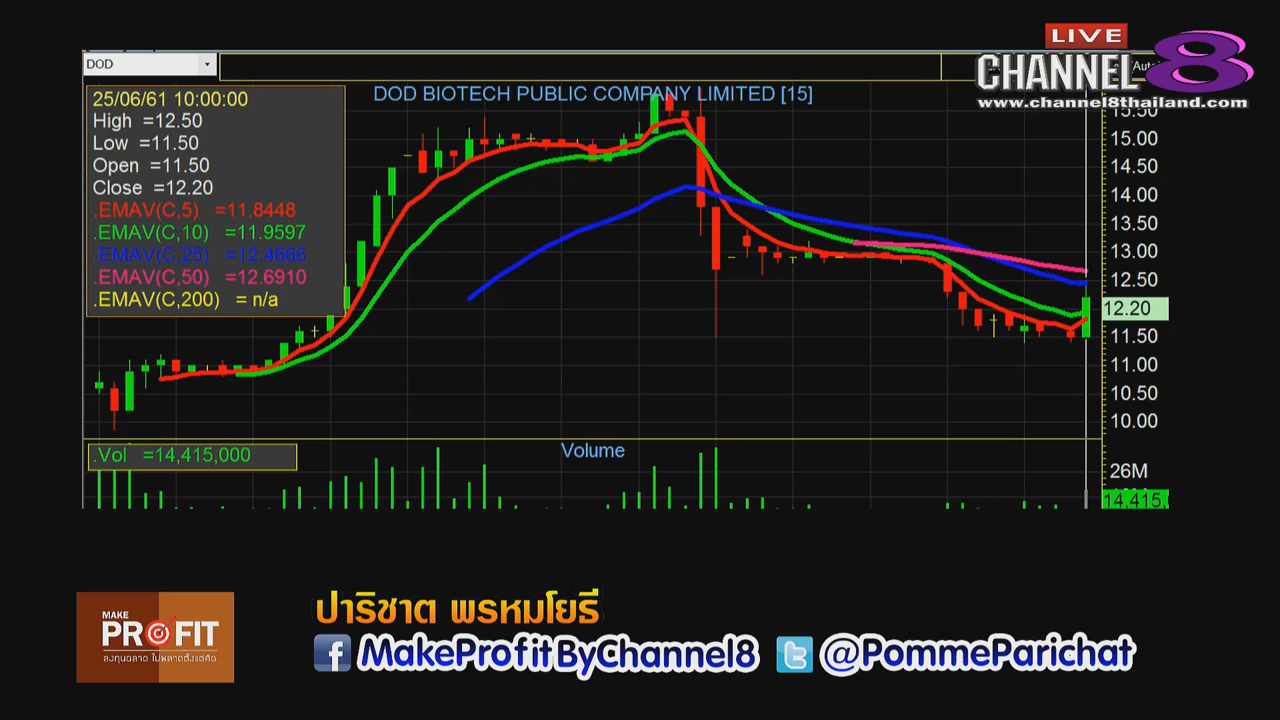 LIVE
CHANNEL 8
www.channel8thailand.com
DOD
DOD BIOTECH PUBLIC COMPANY LIMITED [15]
25/06/61 10:00:00
High =12.50
Low =11.50
Open =11.50
Close =12.20
.EMAV(C,5) =11.8448
.EMAV(C,10) =11.9597
.EMAV(C,25) =12.4666
.EMAV(C,50) =12.6910
.EMAV(C,200) = n/a
15.50
15.00
14.50
14.00
13.50
13.00
12.50
12.20
11.50
11.00
10.50
10.00
.Vol =14,415,000
Volume
26M
14,415,
MAKE
PROFIT
ลงทุนฉลาด ไม่พลาดตั้งแต่คิด
ปาริชาต พรหมโยธี
MakeProfitByChannel8
@PommeParichat